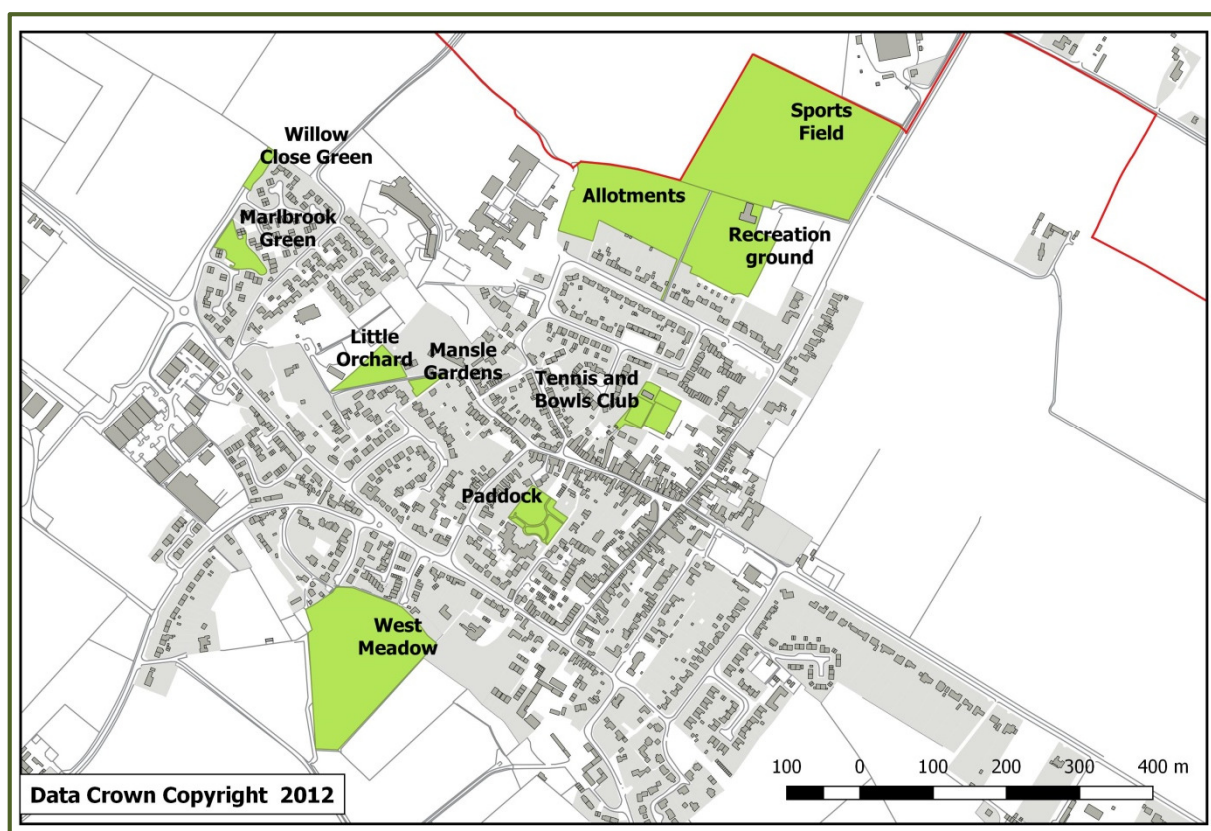 Sports
Field
Willow
Close Green
Allotments
Marlbrook
Green
Recreation
ground
Little
Orchard
Mansle
Gardens
Tennis and
Bowls Club
Paddock
West
Meadow
100 0 100 200 300 400 m
Data Crown Copyright 2012